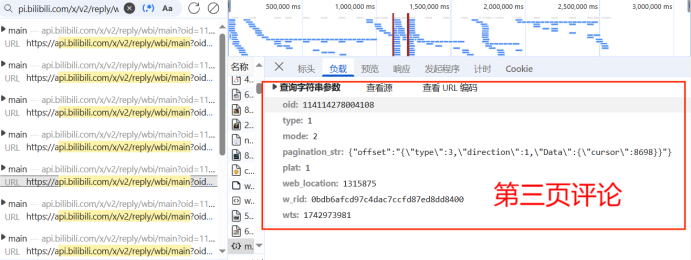 pi.bilibili.com/x/v2/reply/w
(.*)
Aa
main — api.bilibili.com/x/v2/reply/wbi/main?oid=11...
URL https://api.bilibili.com/x/v2/reply/wbi/main?oid...
main — api.bilibili.com/x/v2/reply/wbi/main?oid=11...
URL https://api.bilibili.com/x/v2/reply/wbi/main?oid...
main — api.bilibili.com/x/v2/reply/wbi/main?oid=11...
URL https://api.bilibili.com/x/v2/reply/wbi/main?oid...
main — api.bilibili.com/x/v2/reply/wbi/main?oid=11...
URL https://api.bilibili.com/x/v2/reply/wbi/main?oid...
main — api.bilibili.com/x/v2/reply/wbi/main?oid=11...
URL https://api.bilibili.com/x/v2/reply/wbi/main?oid...
main — api.bilibili.com/x/v2/reply/wbi/main?oid=11...
URL https://api.bilibili.com/x/v2/reply/wbi/main?oid...
main — api.bilibili.com/x/v2/reply/wbi/main?oid=11...
URL https://api.bilibili.com/x/v2/reply/wbi/main?oid...
500,000 ms 1,000,000 ms 1,500,000 ms 2,000,000 ms 2,500,000 ms 3,000,000 ms
名称
4...
8...
2...
n...
8...
c...
w...
5...
6...
w...
6...
m...
标头 负载 预览 响应 发起程序 计时 Cookie
查询字符串参数 查看源 查看 URL 编码
oid: 114114278004108
type: 1
mode: 2
pagination_str: {"offset":"{\"type\":3,\"direction\":1,\"Data\":{\"cursor\":8698}}"}
plat: 1
web_location: 1315875
w_rid: 0bdb6afcd97c4dac7ccfd87ed8dd8400
wts: 1742973981
第三页评论